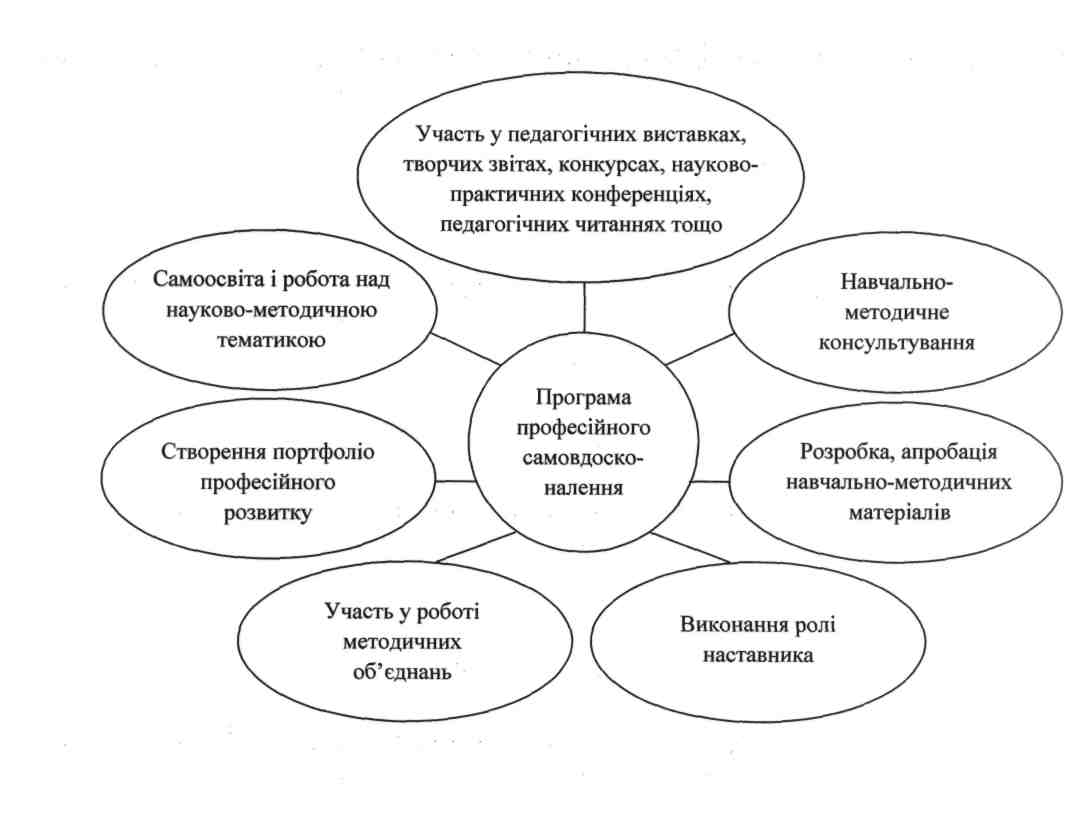 Участь у педагогічних виставках,
творчих звітах, конкурсах, науково-
практичних конференціях,
педагогічних читаннях тощо
Самоосвіта і робота над
науково-методичною
тематикою
Навчально-
методичне
консультування
Програма
професійного
самовдоско-
налення
Створення портфоліо
професійного
розвитку
Розробка, апробація
навчально-методичних
матеріалів
Участь у роботі
методичних
об’єднань
Виконання ролі
наставника